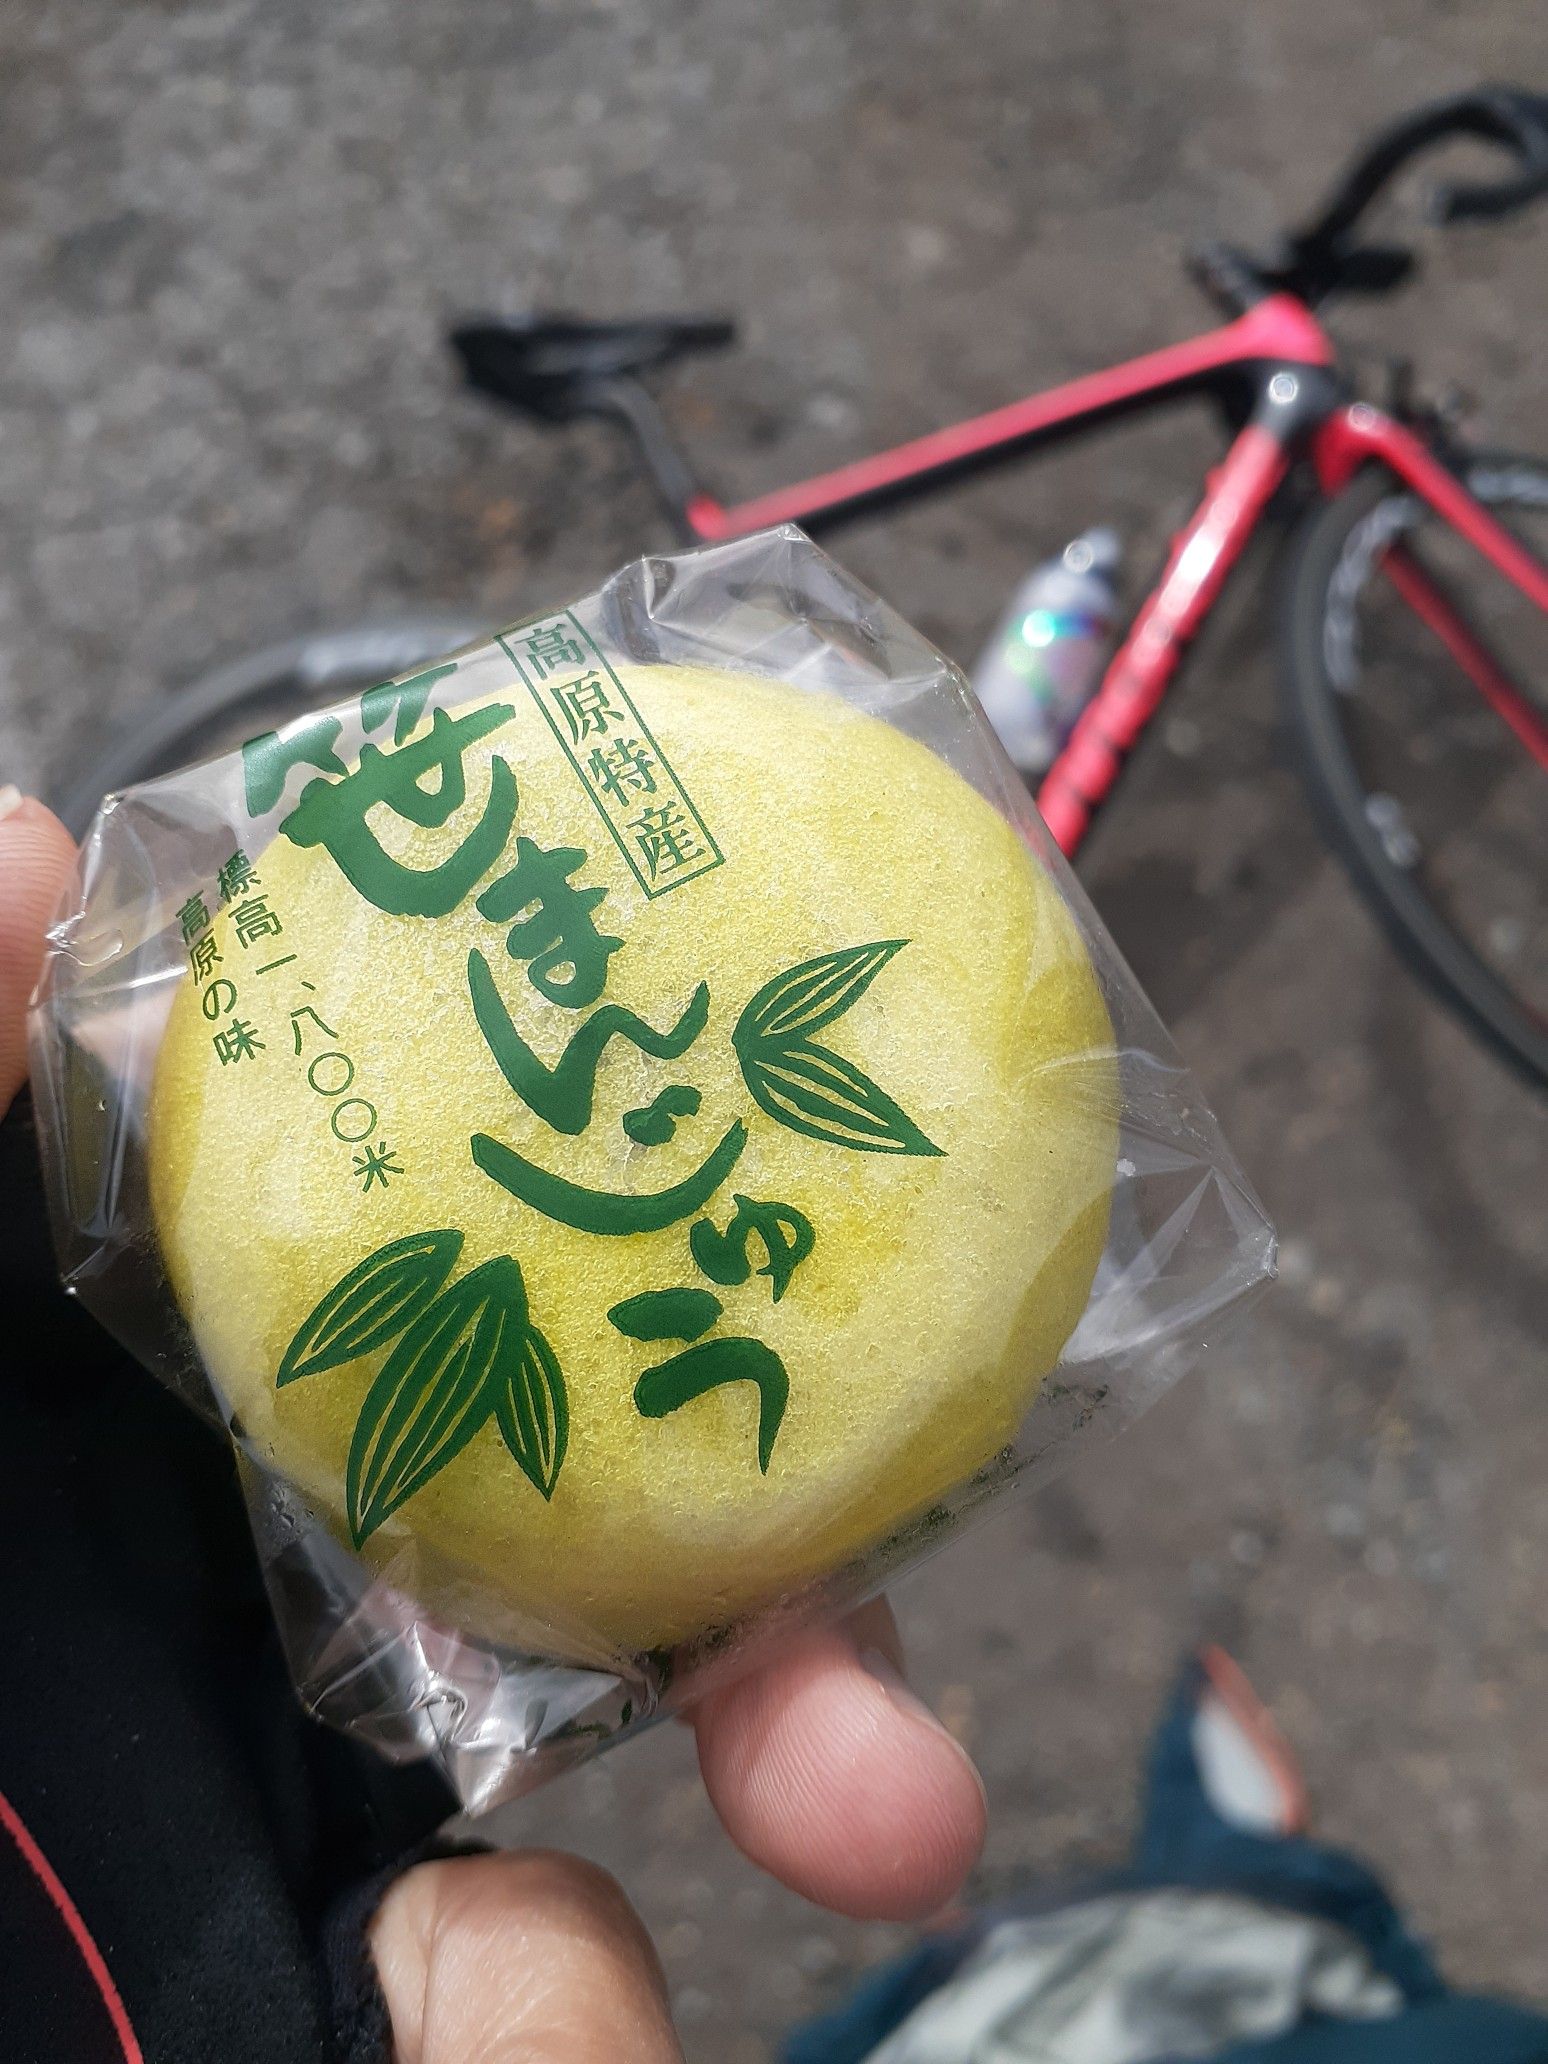 高原特産
笹まんじゅう
標高一、八〇〇米
高原の味